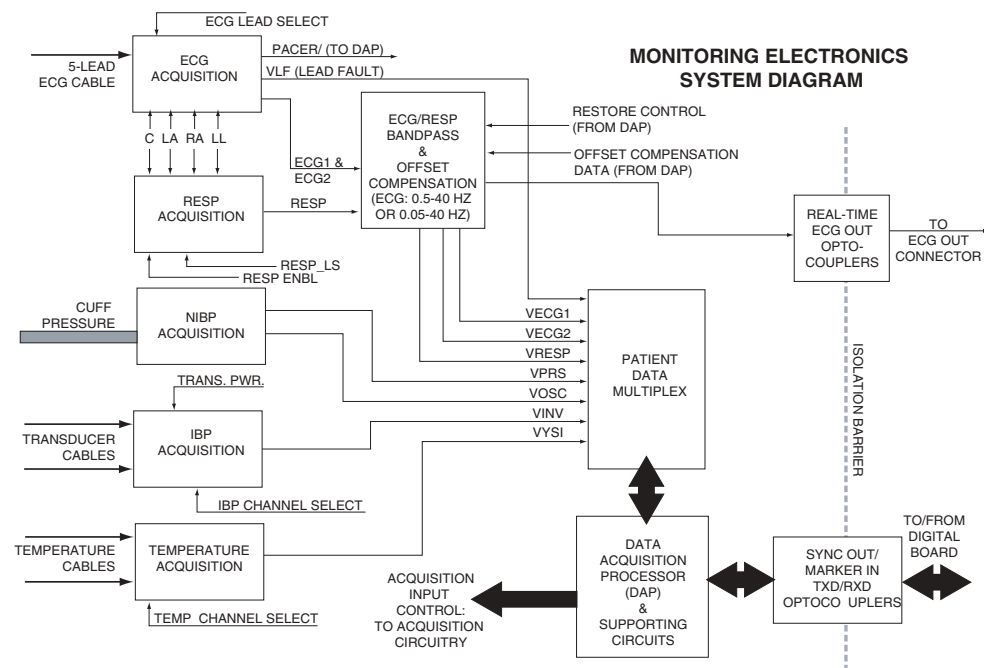 MONITORING ELECTRONICS
SYSTEM DIAGRAM
ECG LEAD SELECT
5-LEAD
ECG CABLE
ECG
ACQUISITION
PACER/ (TO DAP)
VLF (LEAD FAULT)
C LA RA LL
ECG1 &
ECG2
RESP
ACQUISITION
RESP
RESP_LS
RESP ENBL
ECG/RESP
BANDPASS
&
OFFSET
COMPENSATION
(ECG: 0.5-40 HZ
OR 0.05-40 HZ)
RESTORE CONTROL
(FROM DAP)
OFFSET COMPENSATION
DATA (FROM DAP)
REAL-TIME
ECG OUT
OPTO-
COUPLERS
TO
ECG OUT
CONNECTOR
CUFF
PRESSURE
NIBP
ACQUISITION
VECG1
VECG2
VRESP
VPRS
VOSC
VINV
VYSI
PATIENT
DATA
MULTIPLEX
ISOLATION BARRIER
TRANS. PWR.
TRANSDUCER
CABLES
IBP
ACQUISITION
IBP CHANNEL SELECT
TEMPERATURE
CABLES
TEMPERATURE
ACQUISITION
TEMP CHANNEL SELECT
ACQUISITION
INPUT
CONTROL:
TO ACQUISITION
CIRCUITRY
DATA
ACQUISITION
PROCESSOR
(DAP)
&
SUPPORTING
CIRCUITS
SYNC OUT/
MARKER IN
TXD/RXD
OPTOCO UPLERS
TO/FROM
DIGITAL
BOARD